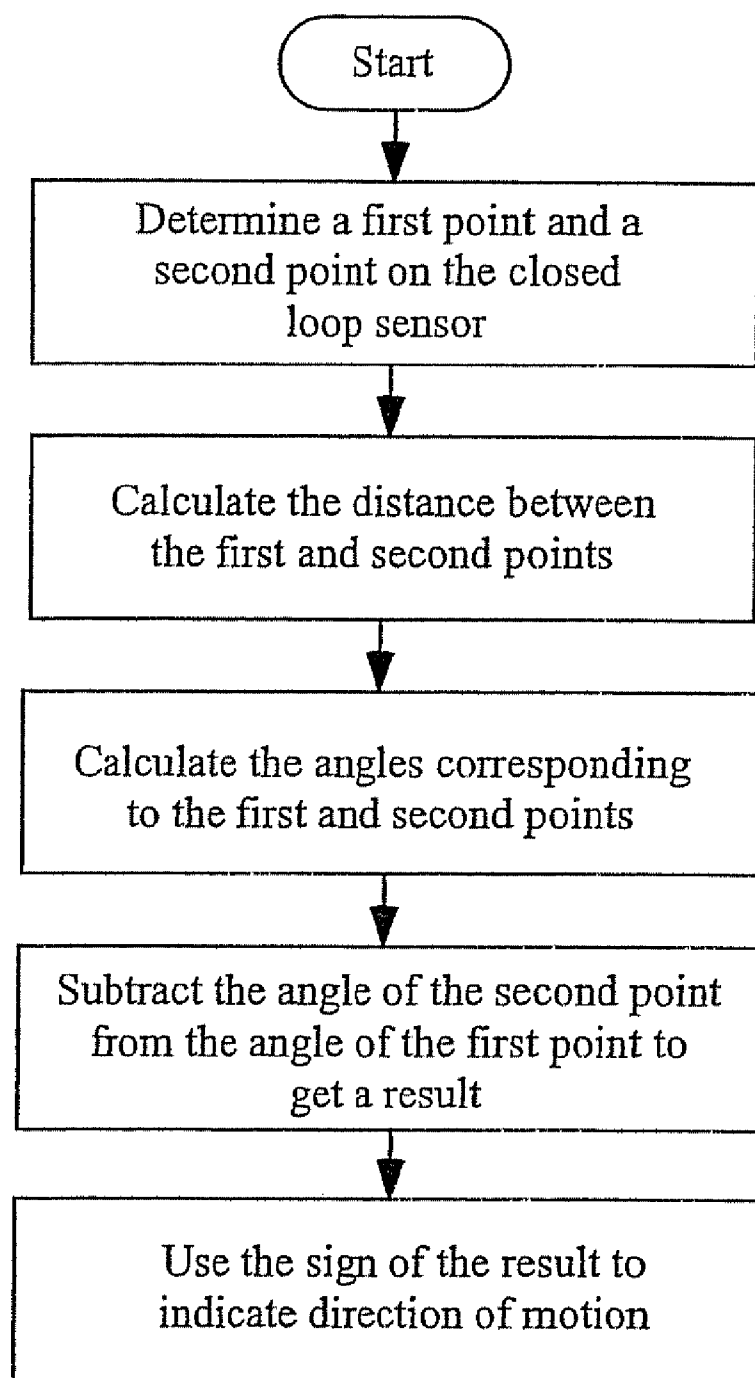 Start
Determine a first point and a
second point on the closed
loop sensor
Calculate the distance between
the first and second points
Calculate the angles corresponding
to the first and second points
Subtract the angle of the second point
from the angle of the first point to
get a result
Use the sign of the result to
indicate direction of motion